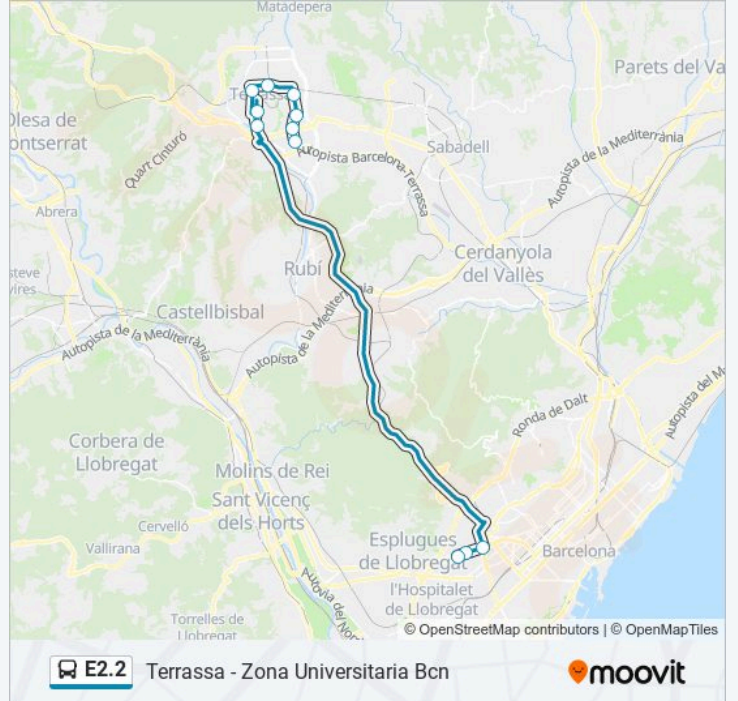 Matadepera
Parets del Va
Terrassa
Olesa de
ontserrat
Quart Cinturó
Autopista Barcelona-Terrassa
Sabadell
Autopista de la Mediterrània
Abrera
Cerdanyola
del Vallès
steve
vires
Rubí
Castellbisbal
Autopista de la Mediterrània
Autopista de la Mediterrània
Ronda de Dalt
Autopista del M
Corbera de
Llobregat
Molins de Rei
Sant Vicenç
dels Horts
Cervelló
Vallirana
Esplugues
de Llobregat
Barcelona
l'Hospitalet
de Llobregat
Torrelles de
Llobregat
© OpenStreetMap contributors | © OpenMapTiles
E2.2 Terrassa - Zona Universitaria Bcn
moovit